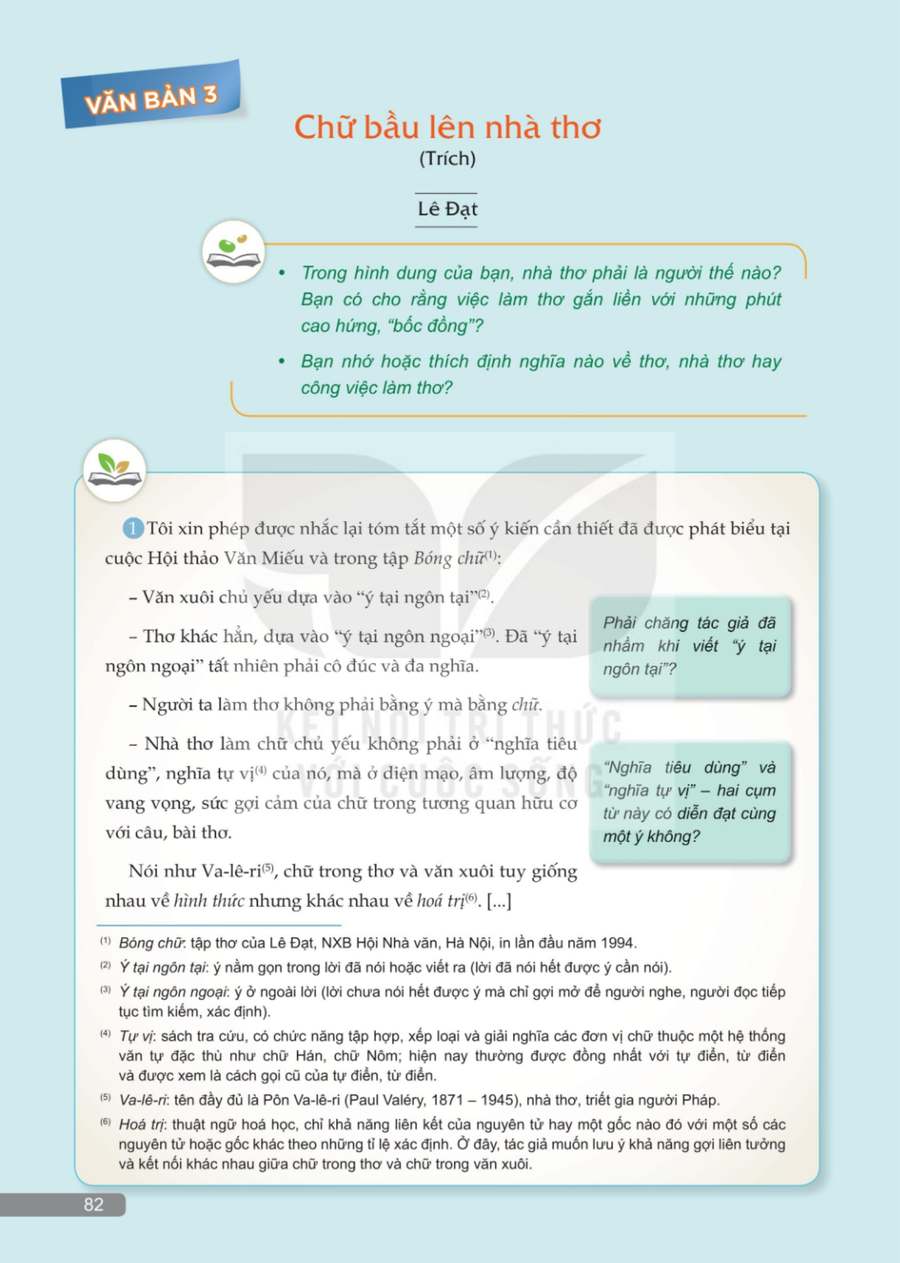 VĂN BẢN 3
Chữ bầu lên nhà thơ
(Trích)
Lê Đạt
• Trong hình dung của bạn, nhà thơ phải là người thế nào?
Bạn có cho rằng việc làm thơ gắn liền với những phút
cao hứng, “bốc đồng”?
• Bạn nhớ hoặc thích định nghĩa nào về thơ, nhà thơ hay
công việc làm thơ?
1 Tôi xin phép được nhắc lại tóm tắt một số ý kiến cần thiết đã được phát biểu tại
cuộc Hội thảo Văn Miếu và trong tập Bóng chữ(1):
– Văn xuôi chủ yếu dựa vào “ý tại ngôn tại”(2).
– Thơ khác hẳn, dựa vào “ý tại ngôn ngoại”(3). Đã “ý tại
ngôn ngoại” tất nhiên phải cô đúc và đa nghĩa.
– Người ta làm thơ không phải bằng ý mà bằng chữ.
– Nhà thơ làm chữ chủ yếu không phải ở “nghĩa tiêu
dùng”, nghĩa tự vị(4) của nó, mà ở diện mạo, âm lượng, độ
vang vọng, sức gợi cảm của chữ trong tương quan hữu cơ
với câu, bài thơ.
Nói như Va-lê-ri(5), chữ trong thơ và văn xuôi tuy giống
nhau về hình thức nhưng khác nhau về hoá trị(6). [...]
Phải chăng tác giả đã
nhầm khi viết “ý tại
ngôn tại”?
“Nghĩa tiêu dùng” và
“nghĩa tự vị” – hai cụm
từ này có diễn đạt cùng
một ý không?
KẾT NỐI TRI THỨC
VỚI CUỘC SỐNG
(1) Bóng chữ: tập thơ của Lê Đạt, NXB Hội Nhà văn, Hà Nội, in lần đầu năm 1994.
(2) Ý tại ngôn tại: ý nằm gọn trong lời đã nói hoặc viết ra (lời đã nói hết được ý cần nói).
(3) Ý tại ngôn ngoại: ý ở ngoài lời (lời chưa nói hết được ý mà chỉ gợi mở để người nghe, người đọc tiếp
tục tìm kiếm, xác định).
(4) Tự vị: sách tra cứu, có chức năng tập hợp, xếp loại và giải nghĩa các đơn vị chữ thuộc một hệ thống
văn tự đặc thù như chữ Hán, chữ Nôm; hiện nay thường được đồng nhất với tự điển, từ điển
và được xem là cách gọi cũ của tự điển, từ điển.
(5) Va-lê-ri: tên đầy đủ là Pôn Va-lê-ri (Paul Valéry, 1871 – 1945), nhà thơ, triết gia người Pháp.
(6) Hoá trị: thuật ngữ hoá học, chỉ khả năng liên kết của nguyên tử hay một gốc nào đó với một số các
nguyên tử hoặc gốc khác theo những tỉ lệ xác định. Ở đây, tác giả muốn lưu ý khả năng gợi liên tưởng
và kết nối khác nhau giữa chữ trong thơ và chữ trong văn xuôi.
82